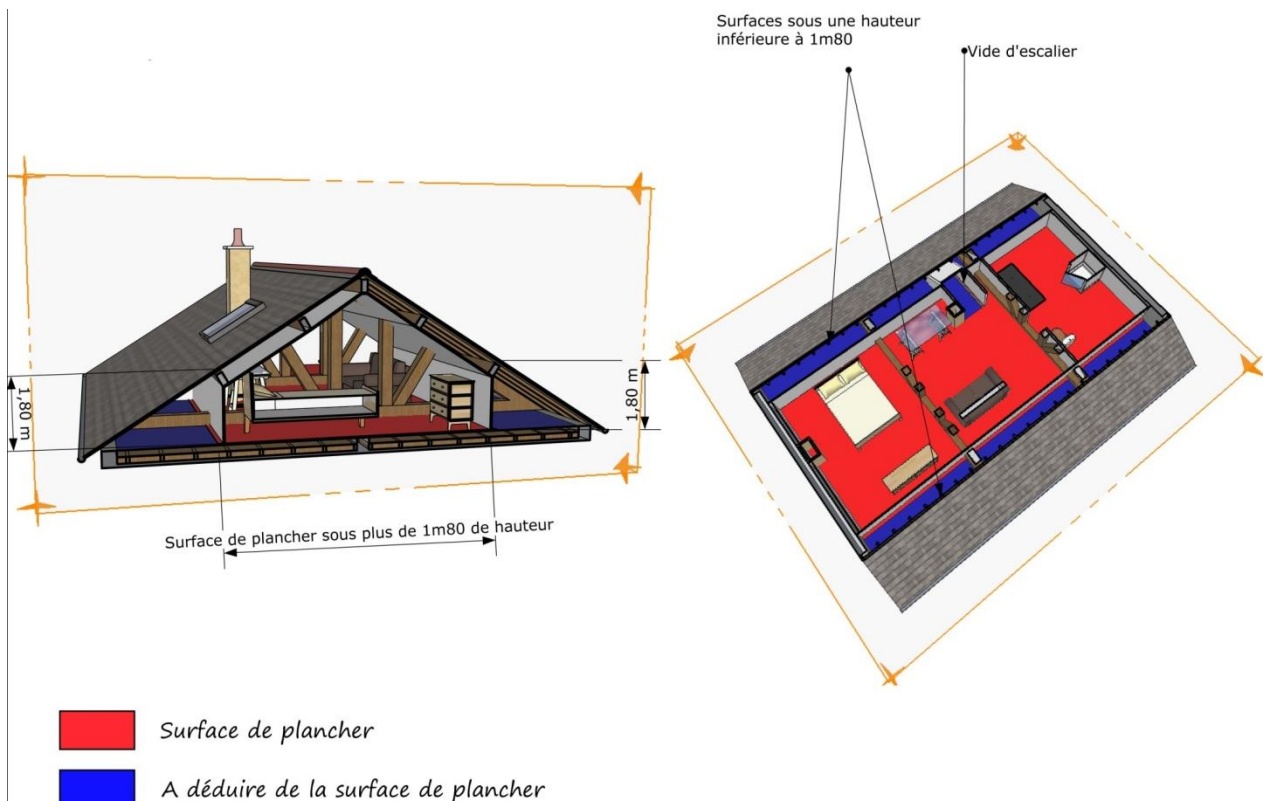 Surfaces sous une hauteur
inférieure à 1m80
Vide d'escalier
1,80 m
1,80 m
Surface de plancher sous plus de 1m80 de hauteur
Surface de plancher
A déduire de la surface de plancher